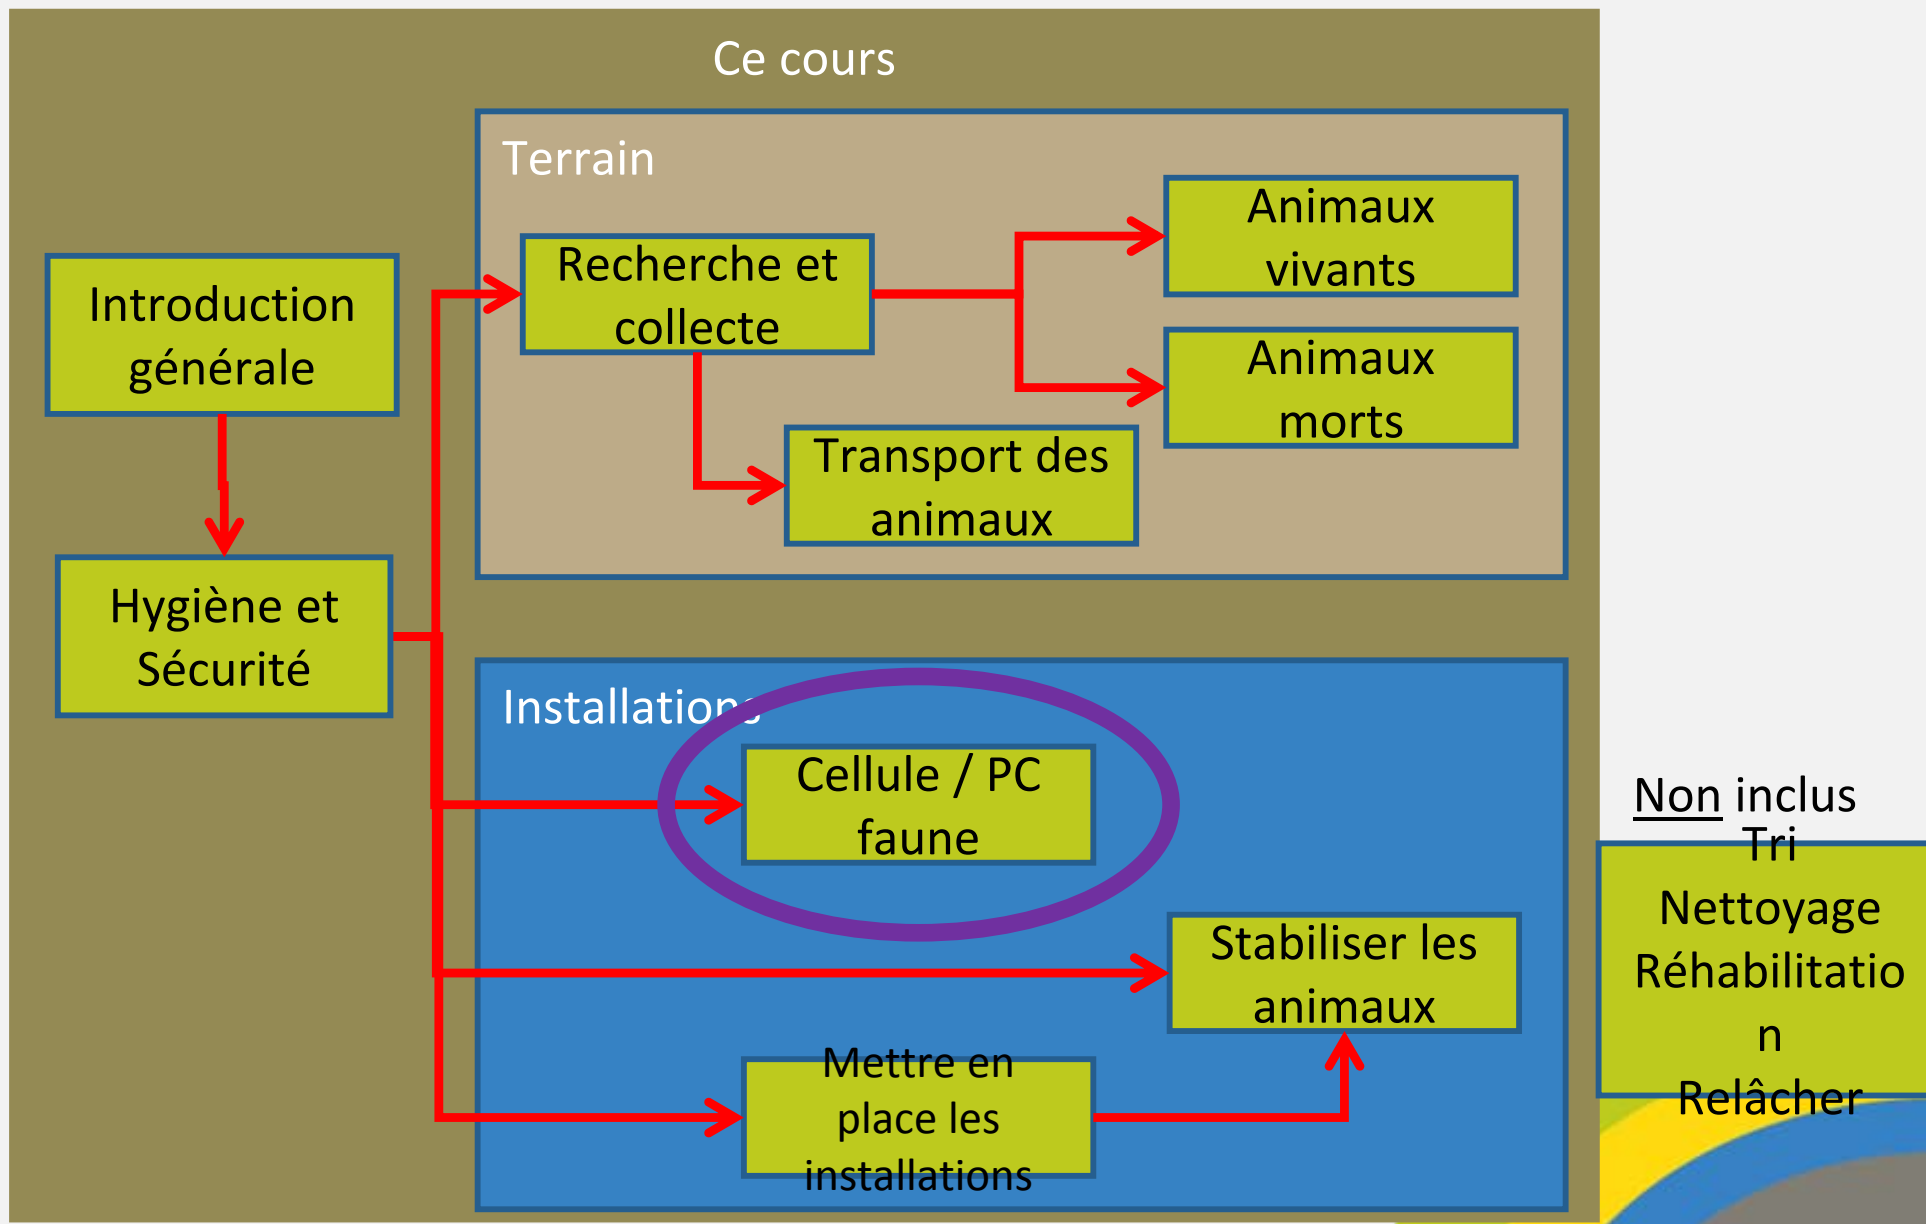 Ce cours
Terrain
Introduction
générale
Hygiène et
Sécurité
Recherche et
collecte
Animaux
vivants
Animaux
morts
Transport des
animaux
Installations
Cellule / PC
faune
Stabiliser les
animaux
Mettre en
place les
installations
Non inclus
Tri
Nettoyage
Réhabilitatio
n
Relâcher